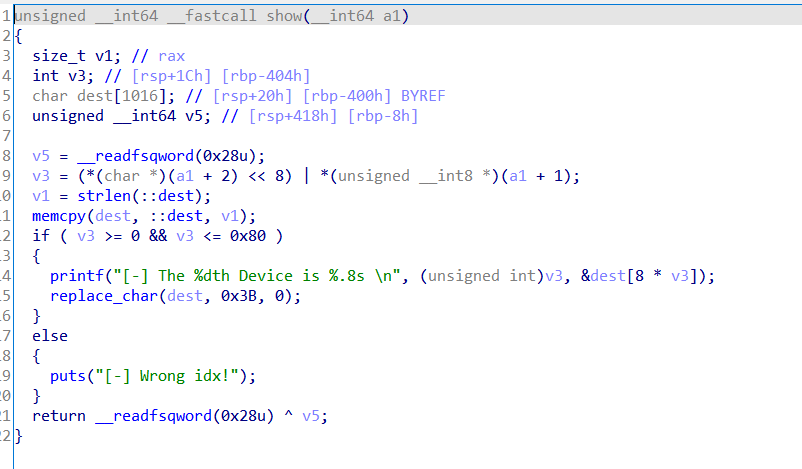 1 unsigned __int64 __fastcall show(__int64 a1)
2 {
3 size_t v1; // rax
4 int v3; // [rsp+1Ch] [rbp-404h]
5 char dest[1016]; // [rsp+20h] [rbp-400h] BYREF
6 unsigned __int64 v5; // [rsp+418h] [rbp-8h]
7
8 v5 = __readfsqword(0x28u);
9 v3 = (*(char *)(a1 + 2) << 8) | *(unsigned __int8 *)(a1 + 1);
0 v1 = strlen(::dest);
1 memcpy(dest, ::dest, v1);
2 if ( v3 >= 0 && v3 <= 0x80 )
3 {
4 printf("[-] The %dth Device is %.8s \n", (unsigned int)v3, &dest[8 * v3]);
5 replace_char(dest, 0x3B, 0);
6 }
7 else
8 {
9 puts("[-] Wrong idx!");
0 }
1 return __readfsqword(0x28u) ^ v5;
2 }